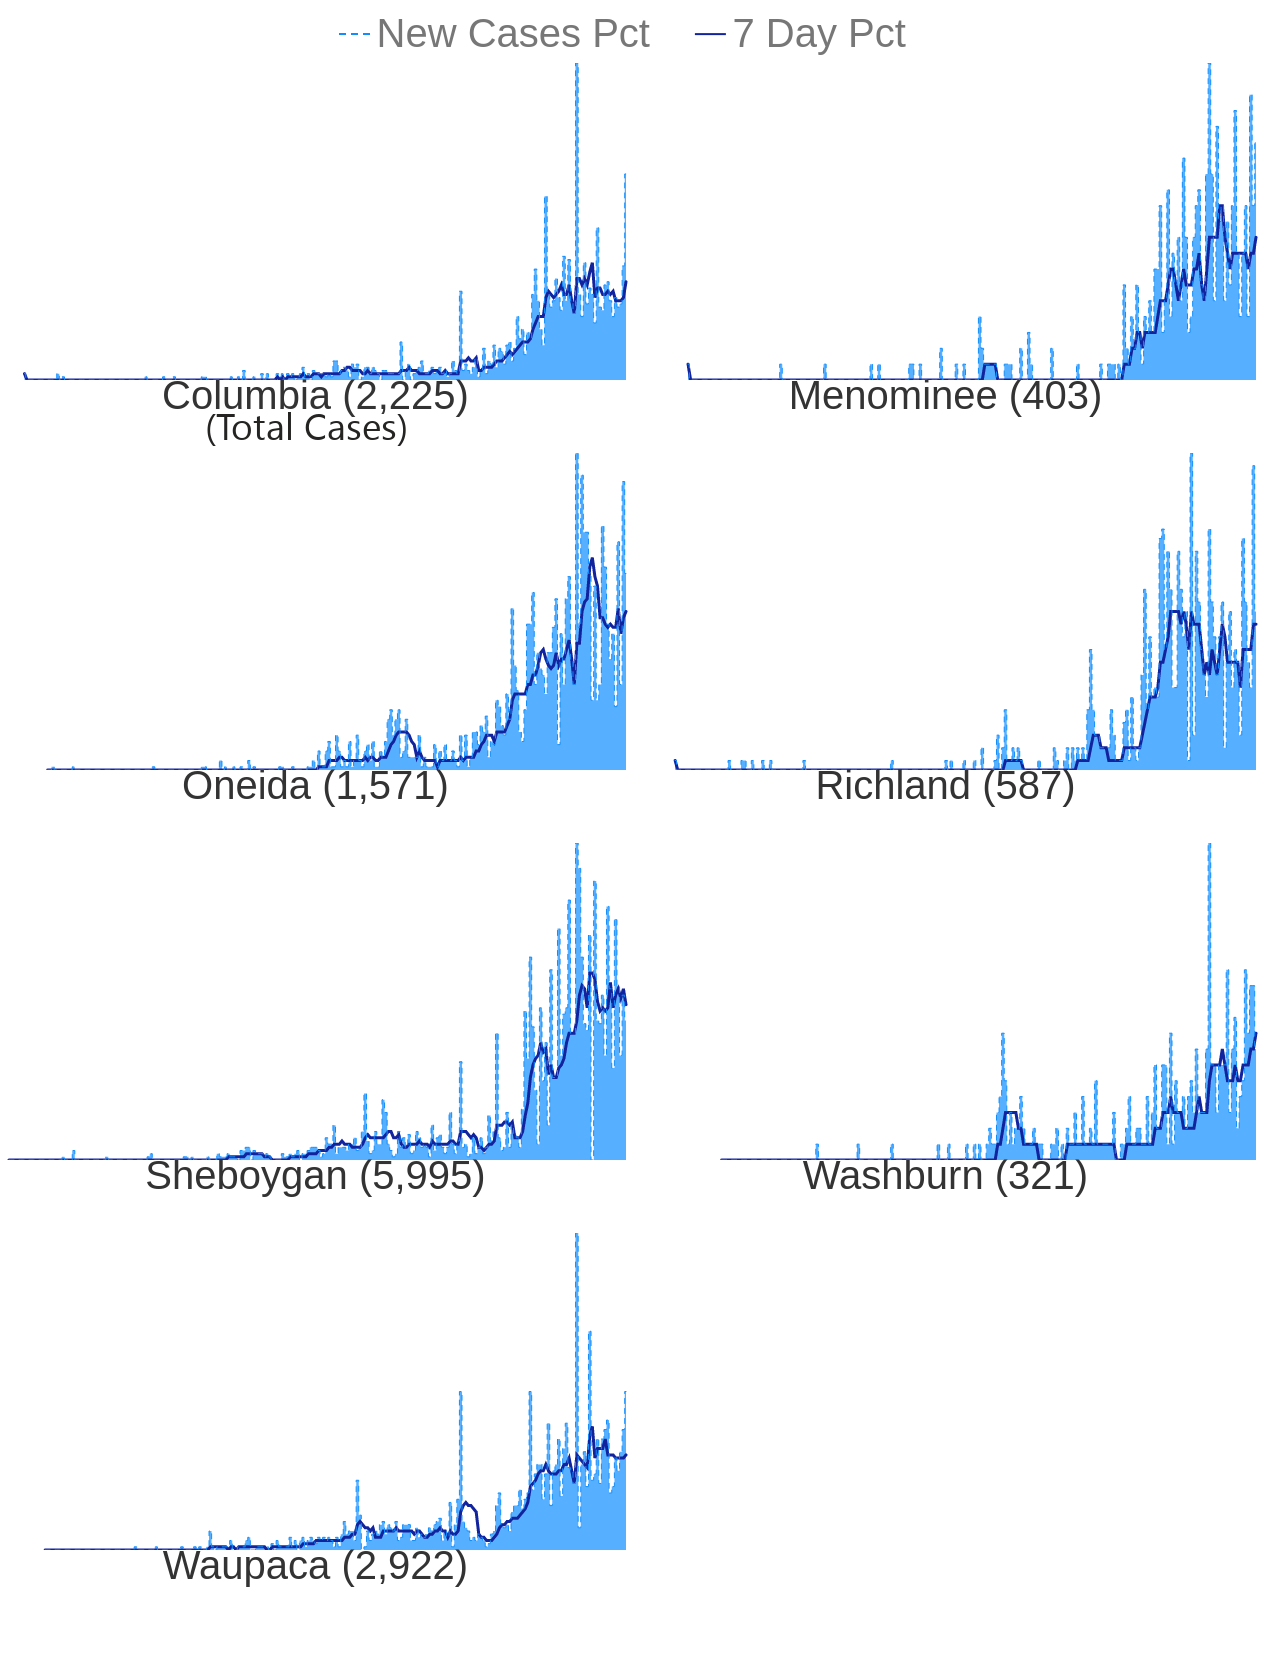 New Cases Pct 7 Day Pct
Columbia (2,225)
(Total Cases)
Menominee (403)
Oneida (1,571)
Richland (587)
Sheboygan (5,995)
Washburn (321)
Waupaca (2,922)